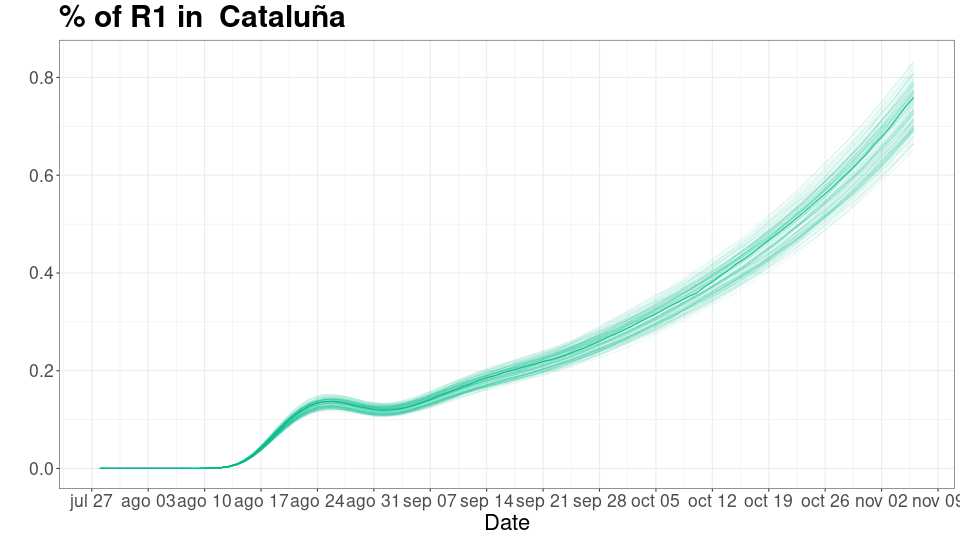 % of R1 in  Cataluña
0.8
0.6
0.4
0.2
0.0
jul 27 ago 03 ago 10 ago 17 ago 24 ago 31 sep 07 sep 14 sep 21 sep 28 oct 05 oct 12 oct 19 oct 26 nov 02 nov 09
Date